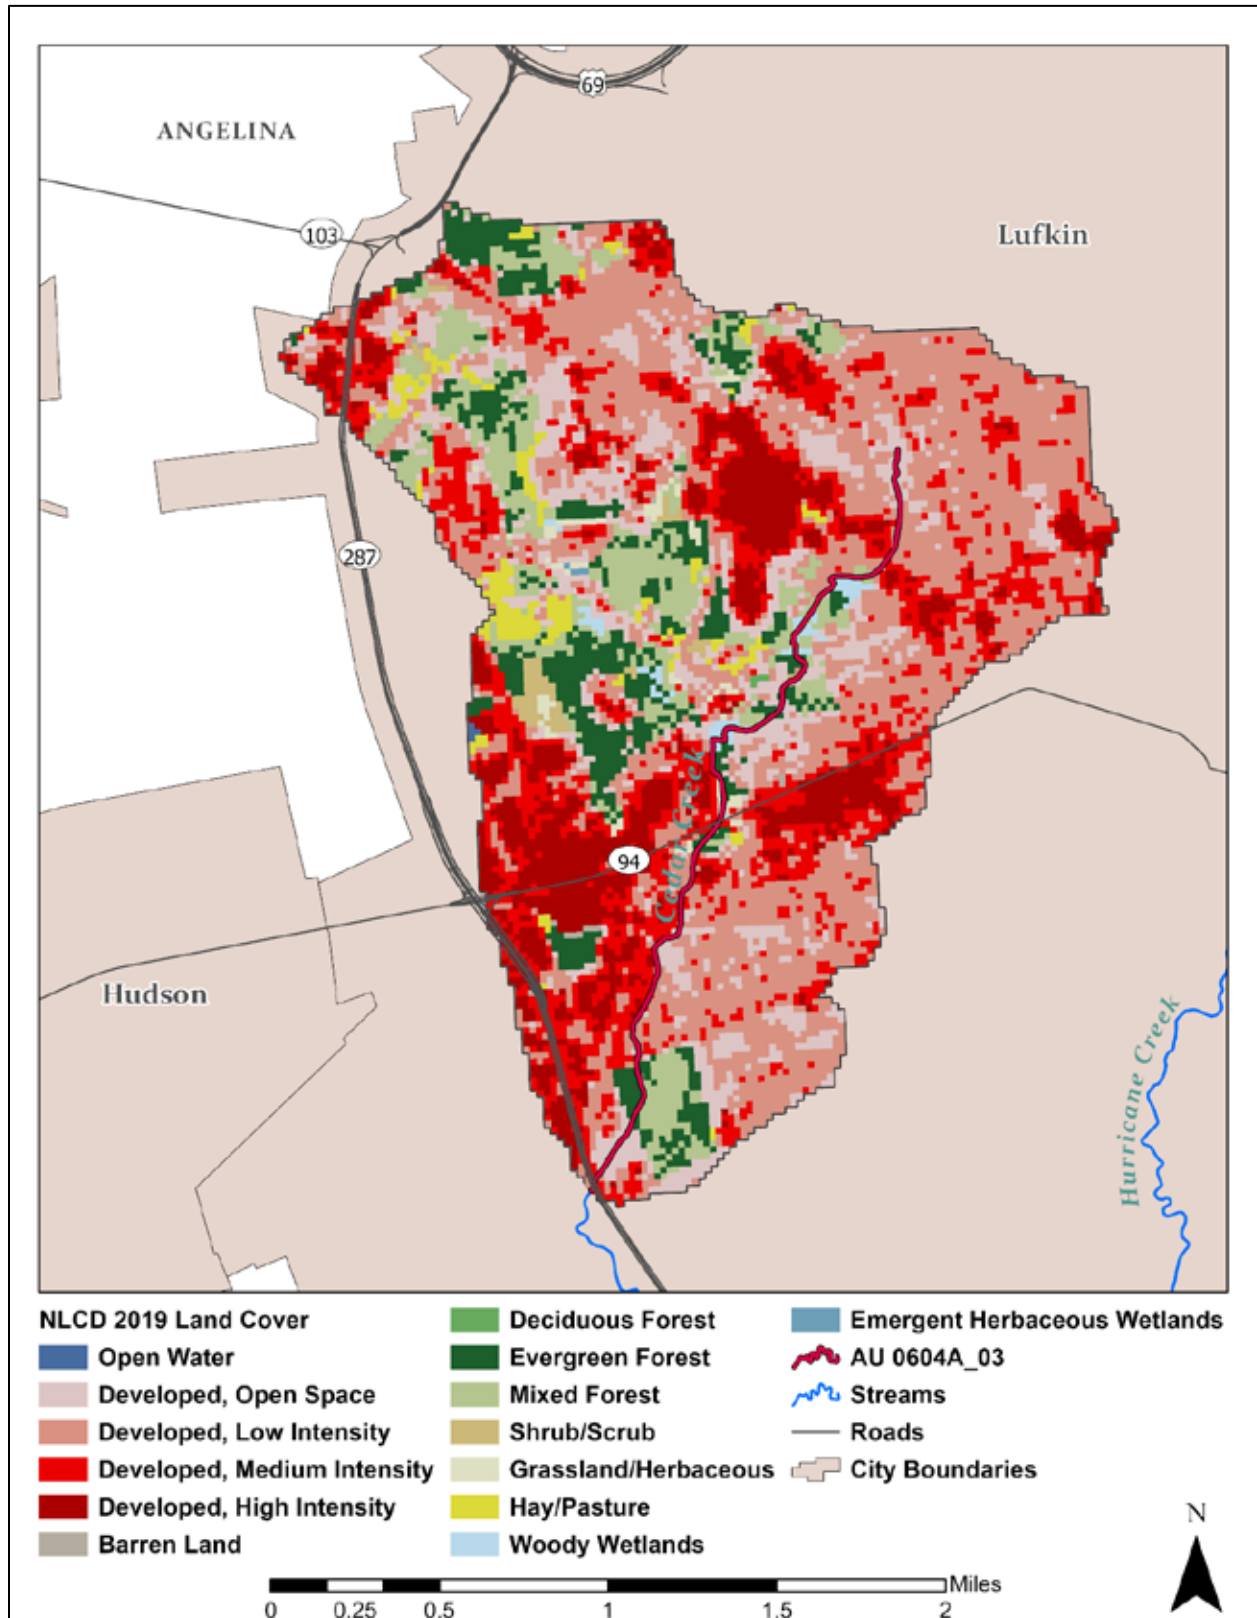 69
ANGELINA
103
Lufkin
287
94
Cedar Creek
Hudson
Hurricane Creek
NLCD 2019 Land Cover
Open Water
Developed, Open Space
Developed, Low Intensity
Developed, Medium Intensity
Developed, High Intensity
Barren Land
Deciduous Forest
Evergreen Forest
Mixed Forest
Shrub/Scrub
Grassland/Herbaceous
Hay/Pasture
Woody Wetlands
Emergent Herbaceous Wetlands
AU 0604A_03
Streams
Roads
City Boundaries
N
Miles
0 0.25 0.5 1 1.5 2